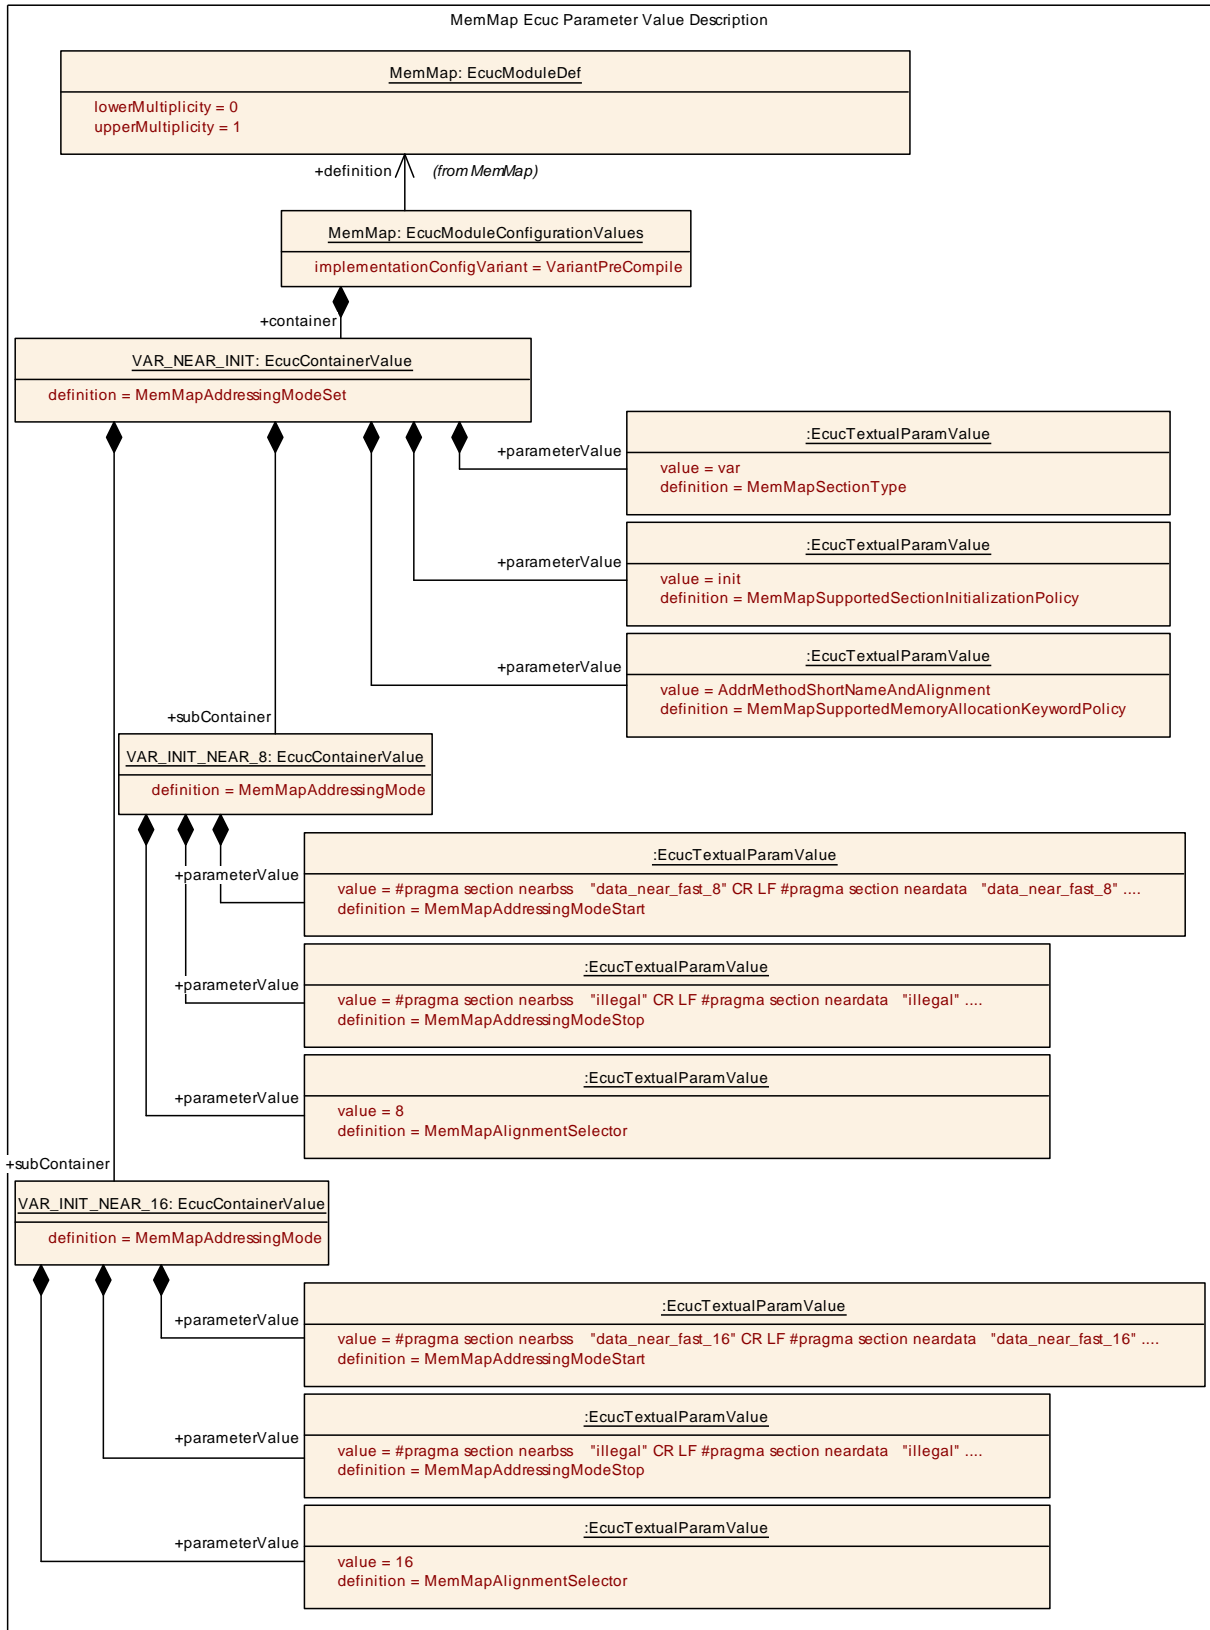 MemMap Ecuc Parameter Value Description
MemMap: EcucModuleDef
lowerMultiplicity = 0
upperMultiplicity = 1
+definition
(from MemMap)
MemMap: EcucModuleConfigurationValues
implementationConfigVariant = VariantPreCompile
+container
VAR_NEAR_INIT: EcucContainerValue
definition = MemMapAddressingModeSet
:EcucTextualParamValue
+parameterValue
value = var
definition = MemMapSectionType
:EcucTextualParamValue
+parameterValue
value = init
definition = MemMapSupportedSectionInitializationPolicy
:EcucTextualParamValue
+parameterValue
value = AddrMethodShortNameAndAlignment
definition = MemMapSupportedMemoryAllocationKeywordPolicy
+subContainer
VAR_INIT_NEAR_8: EcucContainerValue
definition = MemMapAddressingMode
:EcucTextualParamValue
+parameterValue
value = #pragma section nearbss   "data_near_fast_8" CR LF #pragma section neardata   "data_near_fast_8" ....
definition = MemMapAddressingModeStart
:EcucTextualParamValue
+parameterValue
value = #pragma section nearbss   "illegal" CR LF #pragma section neardata   "illegal" ....
definition = MemMapAddressingModeStop
:EcucTextualParamValue
+parameterValue
value = 8
definition = MemMapAlignmentSelector
+subContainer
VAR_INIT_NEAR_16: EcucContainerValue
definition = MemMapAddressingMode
:EcucTextualParamValue
+parameterValue
value = #pragma section nearbss   "data_near_fast_16" CR LF #pragma section neardata   "data_near_fast_16" ....
definition = MemMapAddressingModeStart
:EcucTextualParamValue
+parameterValue
value = #pragma section nearbss   "illegal" CR LF #pragma section neardata   "illegal" ....
definition = MemMapAddressingModeStop
:EcucTextualParamValue
+parameterValue
value = 16
definition = MemMapAlignmentSelector